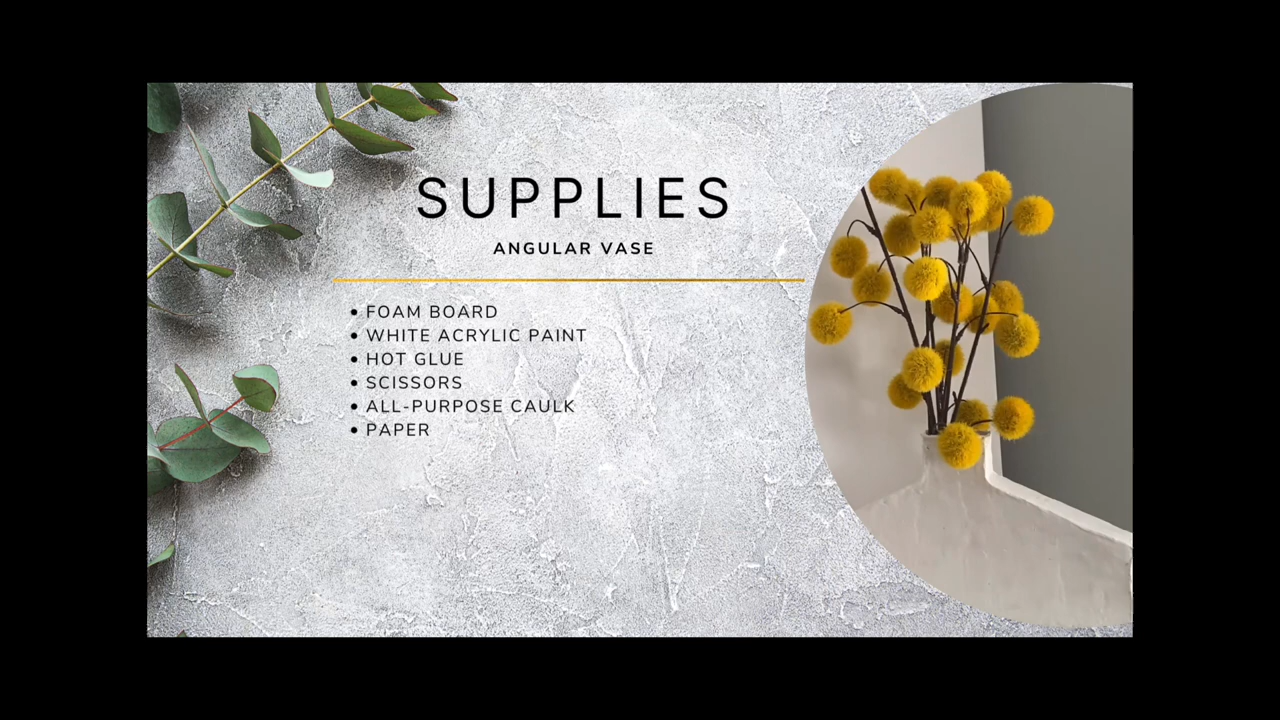 SUPPLIES
ANGULAR VASE
• FOAM BOARD
• WHITE ACRYLIC PAINT
• HOT GLUE
• SCISSORS
• ALL-PURPOSE CAULK
• PAPER